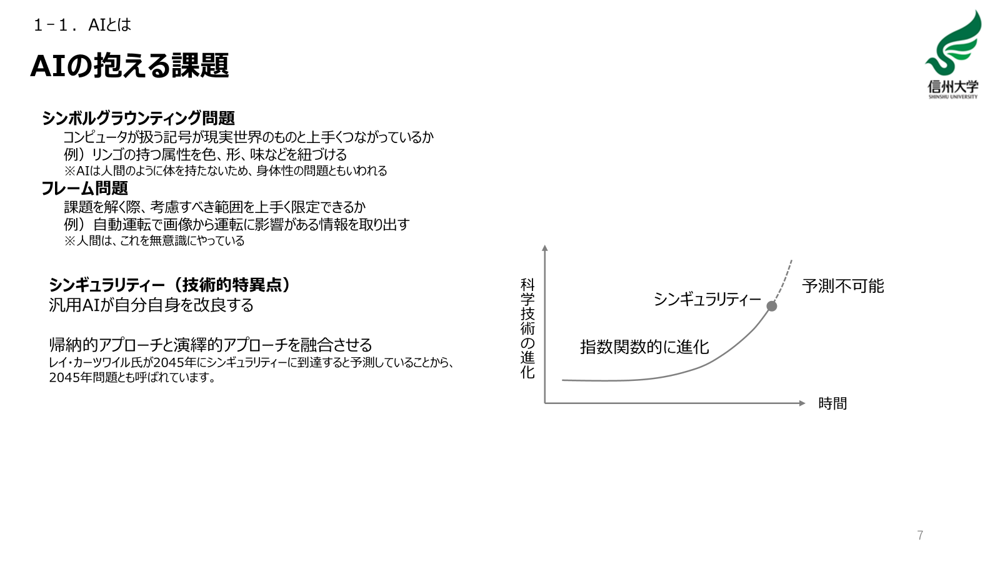 １－１．AIとは
AIの抱える課題
信州大学
SHINSHU UNIVERSITY
シンボルグラウンティング問題
コンピュータが扱う記号が現実世界のものと上手くつながっているか
例）リンゴの持つ属性を色、形、味などを紐づける
※AIは人間のように体を持たないため、身体性の問題ともいわれる
フレーム問題
課題を解く際、考慮すべき範囲を上手く限定できるか
例）自動運転で画像から運転に影響がある情報を取り出す
※人間は、これを無意識にやっている
シンギュラリティー（技術的特異点）
汎用AIが自分自身を改良する
帰納的アプローチと演繹的アプローチを融合させる
レイ・カーツワイル氏が2045年にシンギュラリティーに到達すると予測していることから、
2045年問題とも呼ばれています。
科学技術の進化
シンギュラリティー
予測不可能
指数関数的に進化
時間
7